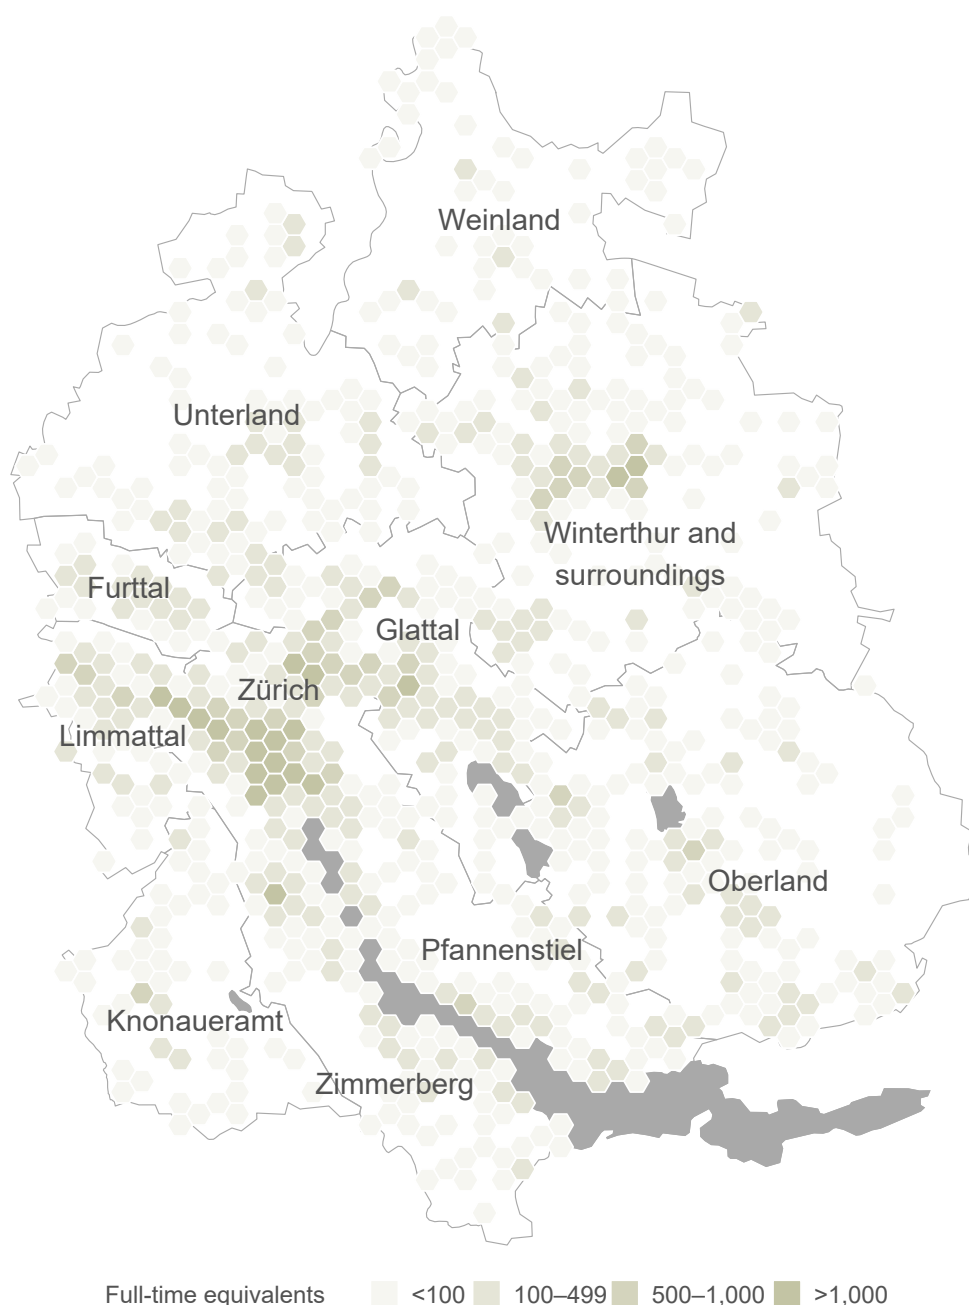 Weinland
Unterland
Winterthur and
surroundings
Furttal
Glattal
Zürich
Limmattal
Oberland
Pfannenstiel
Knonaueramt
Zimmerberg
Full-time equivalents <100 100–499 500–1,000 >1,000